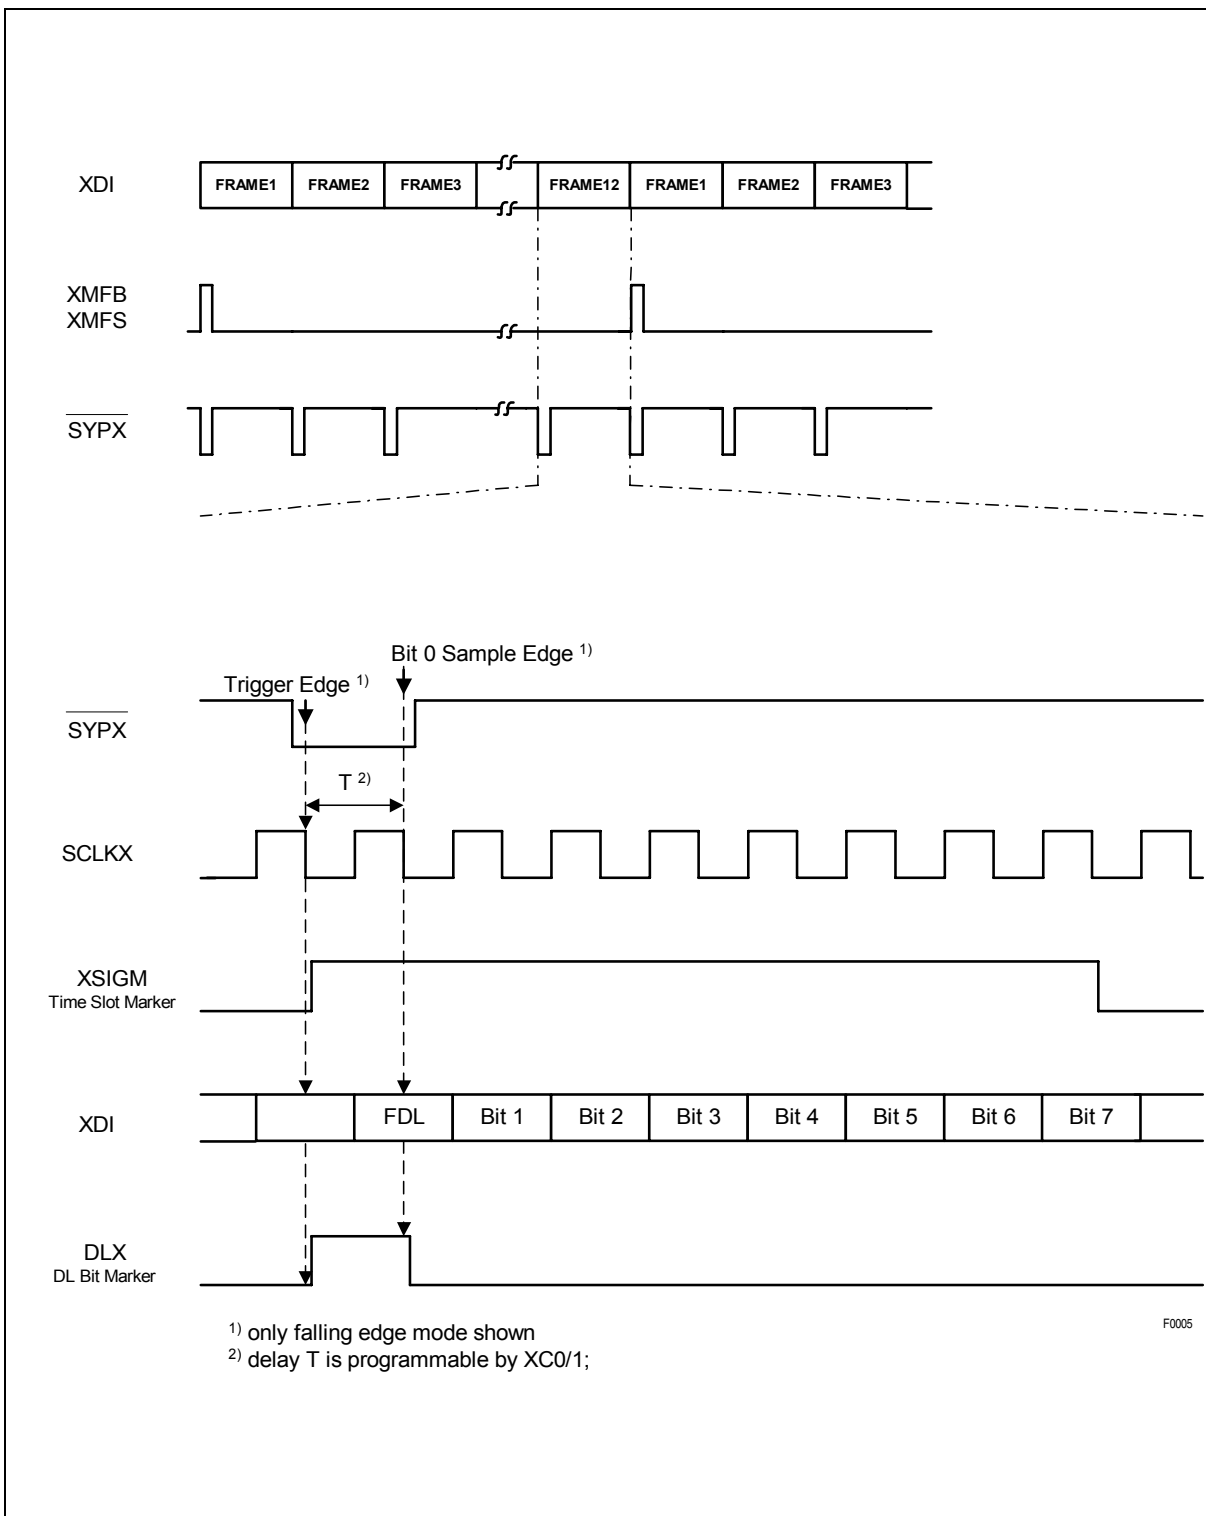 XDI
FRAME1 FRAME2 FRAME3 FRAME12 FRAME1 FRAME2 FRAME3
XMFB
XMFS
SYPX
Bit 0 Sample Edge 1)
Trigger Edge 1)
SYPX
T 2)
SCLKX
XSIGM
Time Slot Marker
XDI
FDL Bit 1 Bit 2 Bit 3 Bit 4 Bit 5 Bit 6 Bit 7
DLX
DL Bit Marker
1) only falling edge mode shown
2) delay T is programmable by XC0/1;
F0005